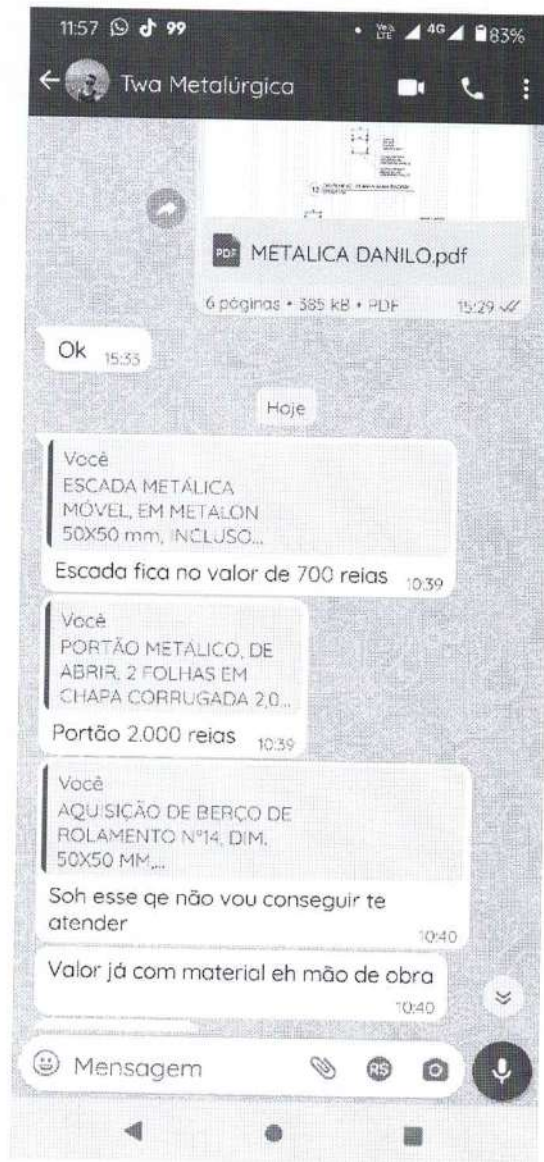 11:57 99 VoLTE 4G 83%
Twa Metalúrgica
PDF METALICA DANILO.pdf
6 páginas • 385 kB • PDF 15:29
Ok 15:33
Hoje
Você
ESCADA METÁLICA
MÓVEL, EM METALON
50X50 mm, INCLUSO...
Escada fica no valor de 700 reias 10:39
Você
PORTÃO METÁLICO, DE
ABRIR, 2 FOLHAS EM
CHAPA CORRUGADA 2,0...
Portão 2.000 reias 10:39
Você
AQUISIÇÃO DE BERÇO DE
ROLAMENTO Nº14, DIM.
50X50 MM,...
Soh esse qe não vou conseguir te
atender 10:40
Valor já com material eh mão de obra
10:40
Mensagem R$